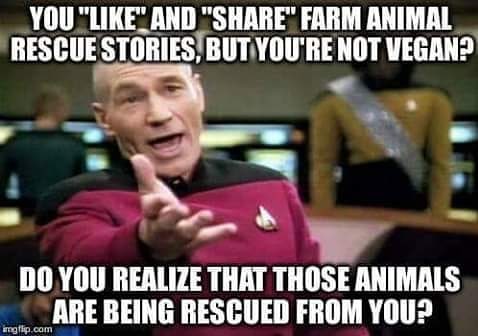 YOU "LIKE" AND "SHARE" FARM ANIMAL
RESCUE STORIES, BUT YOU'RE NOT VEGAN?
DO YOU REALIZE THAT THOSE ANIMALS
ARE BEING RESCUED FROM YOU?
imgflip.com